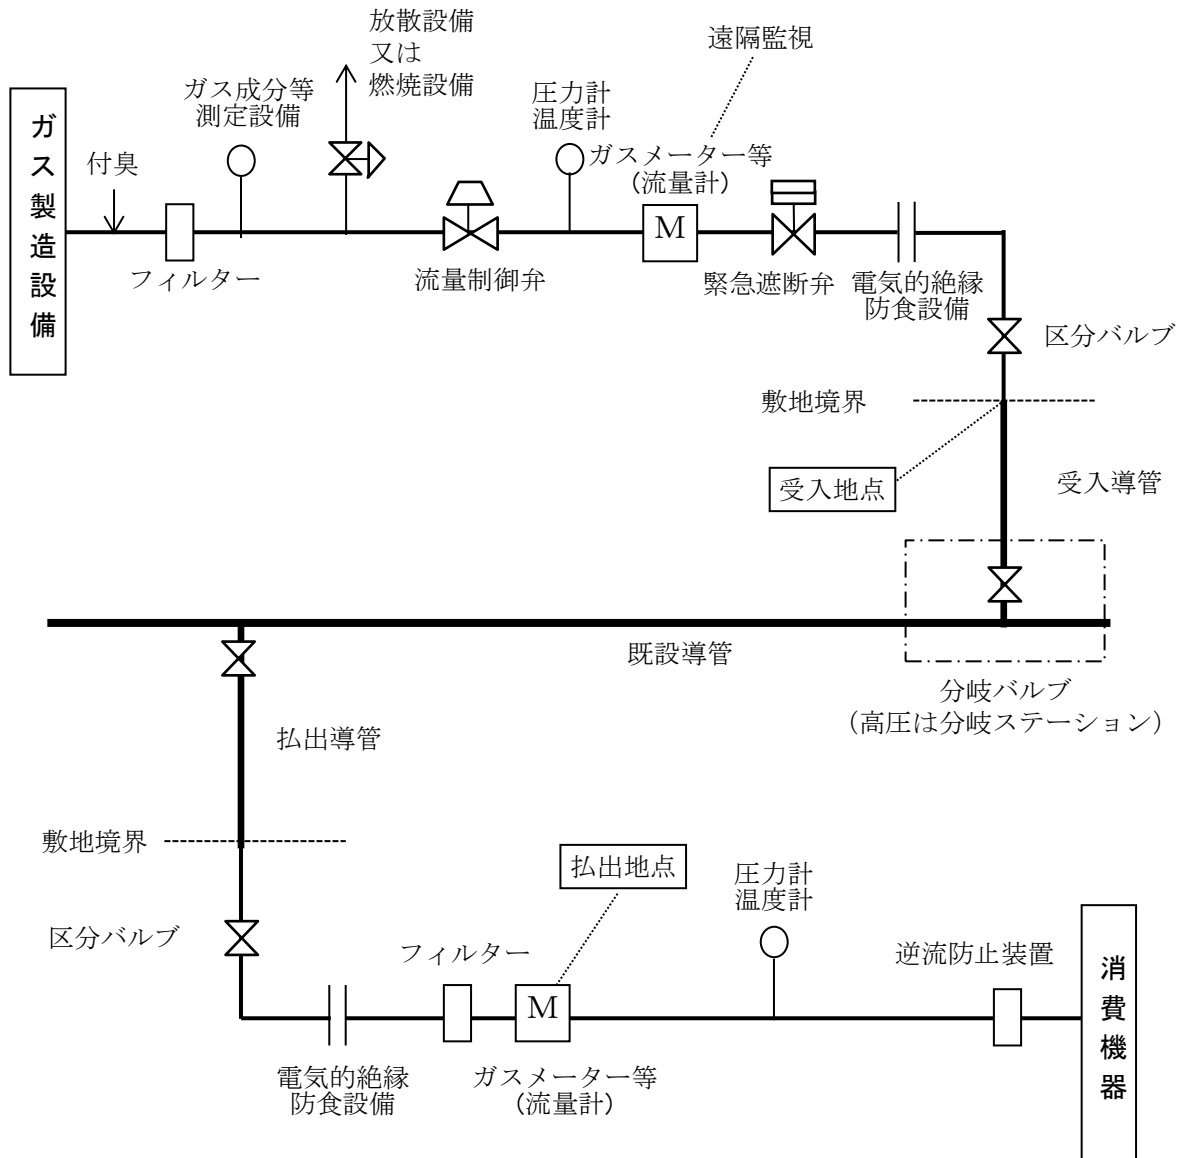 放散設備
又は
燃焼設備
遠隔監視
ガス成分等
測定設備
圧力計
温度計
ガス製造設備
付臭
ガスメーター等
(流量計)
M
フィルター
流量制御弁
緊急遮断弁
電気的絶縁
防食設備
区分バルブ
敷地境界
受入地点
受入導管
既設導管
分岐バルブ
（高圧は分岐ステーション）
払出導管
敷地境界
払出地点
圧力計
温度計
区分バルブ
フィルター
逆流防止装置
消費機器
M
電気的絶縁
防食設備
ガスメーター等
(流量計)